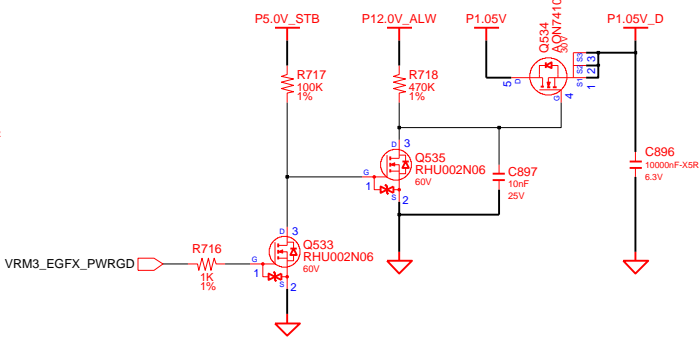 P5.0V_STB
P12.0V_ALW
P1.05V
Q534
AON7410
30V
P1.05V_D
R717
100K
1%
R718
470K
1%
5
D
G
4
S3
S2
S1
3
2
1
D
3
Q535
RHU002N06
60V
G
1
S
2
C897
10nF
25V
C896
10000nF-X5R
6.3V
VRM3_EGFX_PWRGD
R716
1K
1%
D
3
Q533
RHU002N06
60V
G
1
S
2